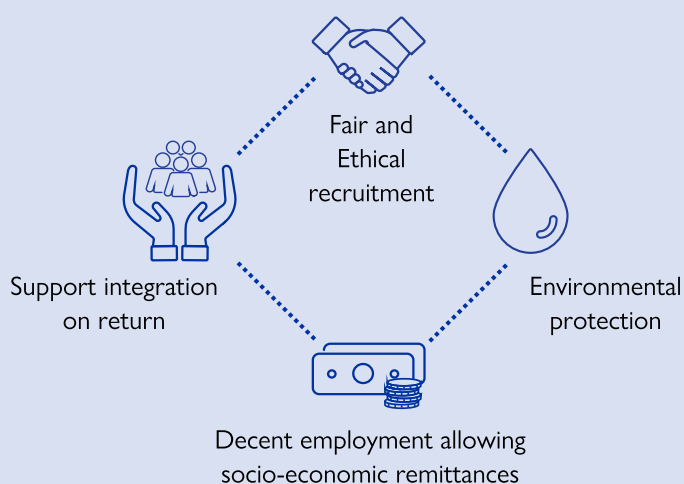 Fair and
Ethical
recruitment
Support integration
on return
Environmental
protection
Decent employment allowing
socio-economic remittances